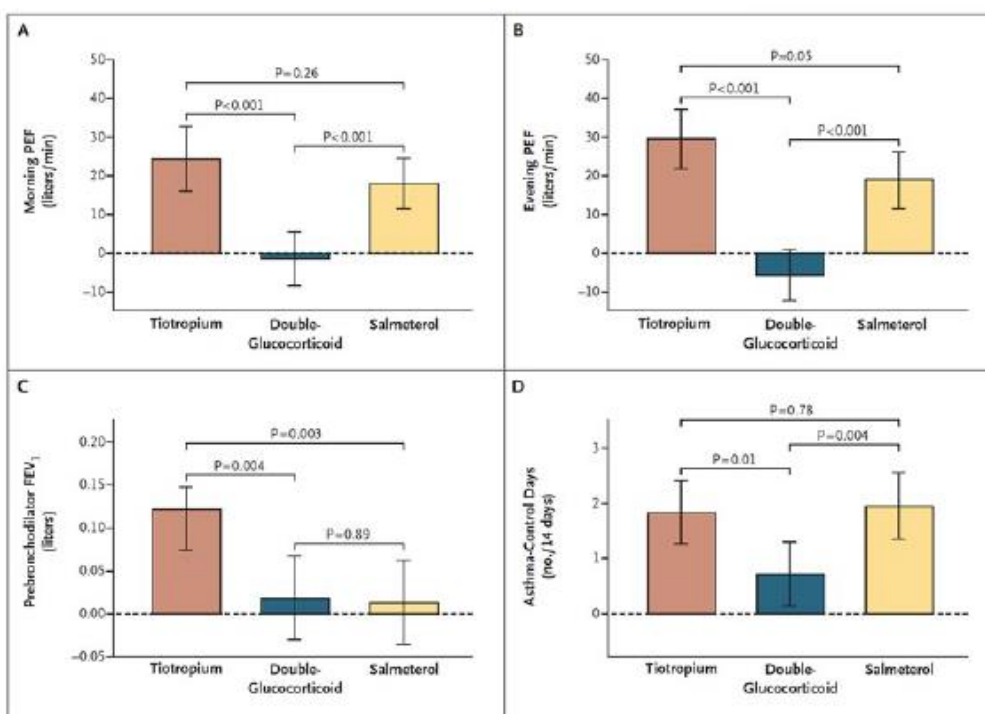 A
Morning PEF
(liters/min)
50
40
30
20
10
0
−10
P=0.26
P<0.001
P<0.001
Tiotropium
Double-
Glucocorticoid
Salmeterol
B
Evening PEF
(liters/min)
50
40
30
20
10
0
−10
P=0.05
P<0.001
P<0.001
Tiotropium
Double-
Glucocorticoid
Salmeterol
C
Prebronchodilator FEV₁
(liters)
0.20
0.15
0.10
0.05
0.00
−0.05
P=0.003
P=0.004
P=0.89
Tiotropium
Double-
Glucocorticoid
Salmeterol
D
Asthma-Control Days
(no./14 days)
3
2
1
0
P=0.78
P=0.004
P=0.01
Tiotropium
Double-
Glucocorticoid
Salmeterol